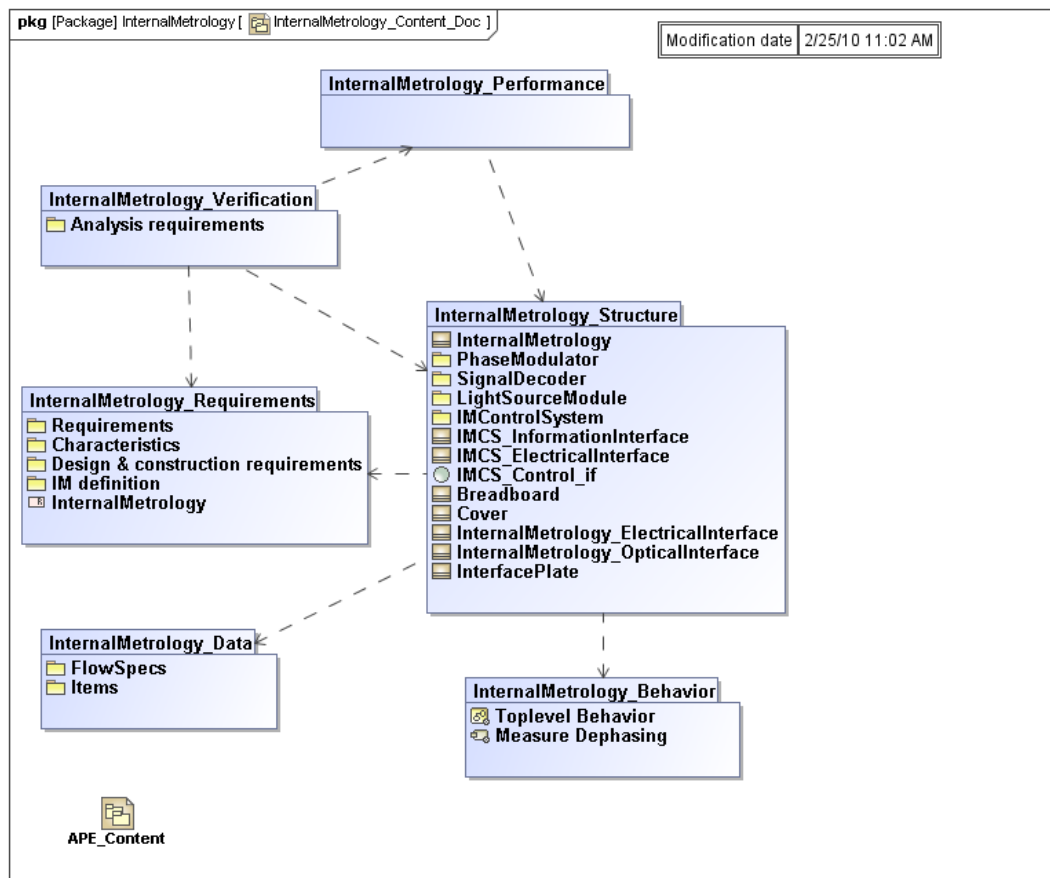 pkg [Package] InternalMetrology [ InternalMetrology_Content_Doc ]
Modification date 2/25/10 11:02 AM
InternalMetrology_Performance
InternalMetrology_Verification
Analysis requirements
InternalMetrology_Structure
InternalMetrology
PhaseModulator
SignalDecoder
LightSourceModule
IMControlSystem
IMCS_InformationInterface
IMCS_ElectricalInterface
IMCS_Control_if
Breadboard
Cover
InternalMetrology_ElectricalInterface
InternalMetrology_OpticalInterface
InterfacePlate
InternalMetrology_Requirements
Requirements
Characteristics
Design & construction requirements
IM definition
InternalMetrology
InternalMetrology_Data
FlowSpecs
Items
InternalMetrology_Behavior
Toplevel Behavior
Measure Dephasing
APE_Content